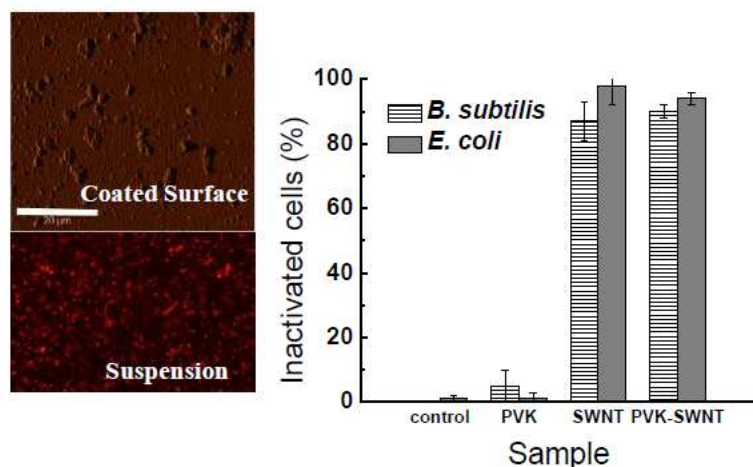 Coated Surface
20 μm
Suspension
Inactivated cells (%)
100
80
60
40
20
0
B. subtilis
E. coli
control PVK SWNT PVK-SWNT
Sample